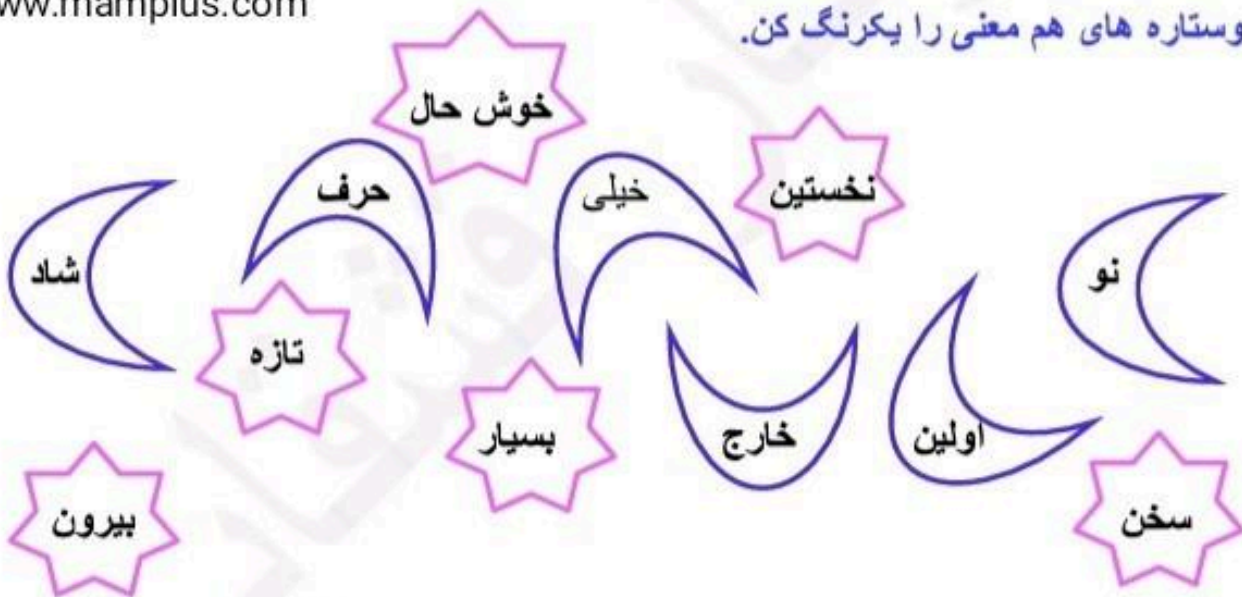 ww.mamplus.com
وستاره های هم معنی را یکرنگ کن.
خوش حال
نخستین
خیلی
حرف
نو
شاد
تازه
اولین
خارج
بسیار
سخن
بیرون